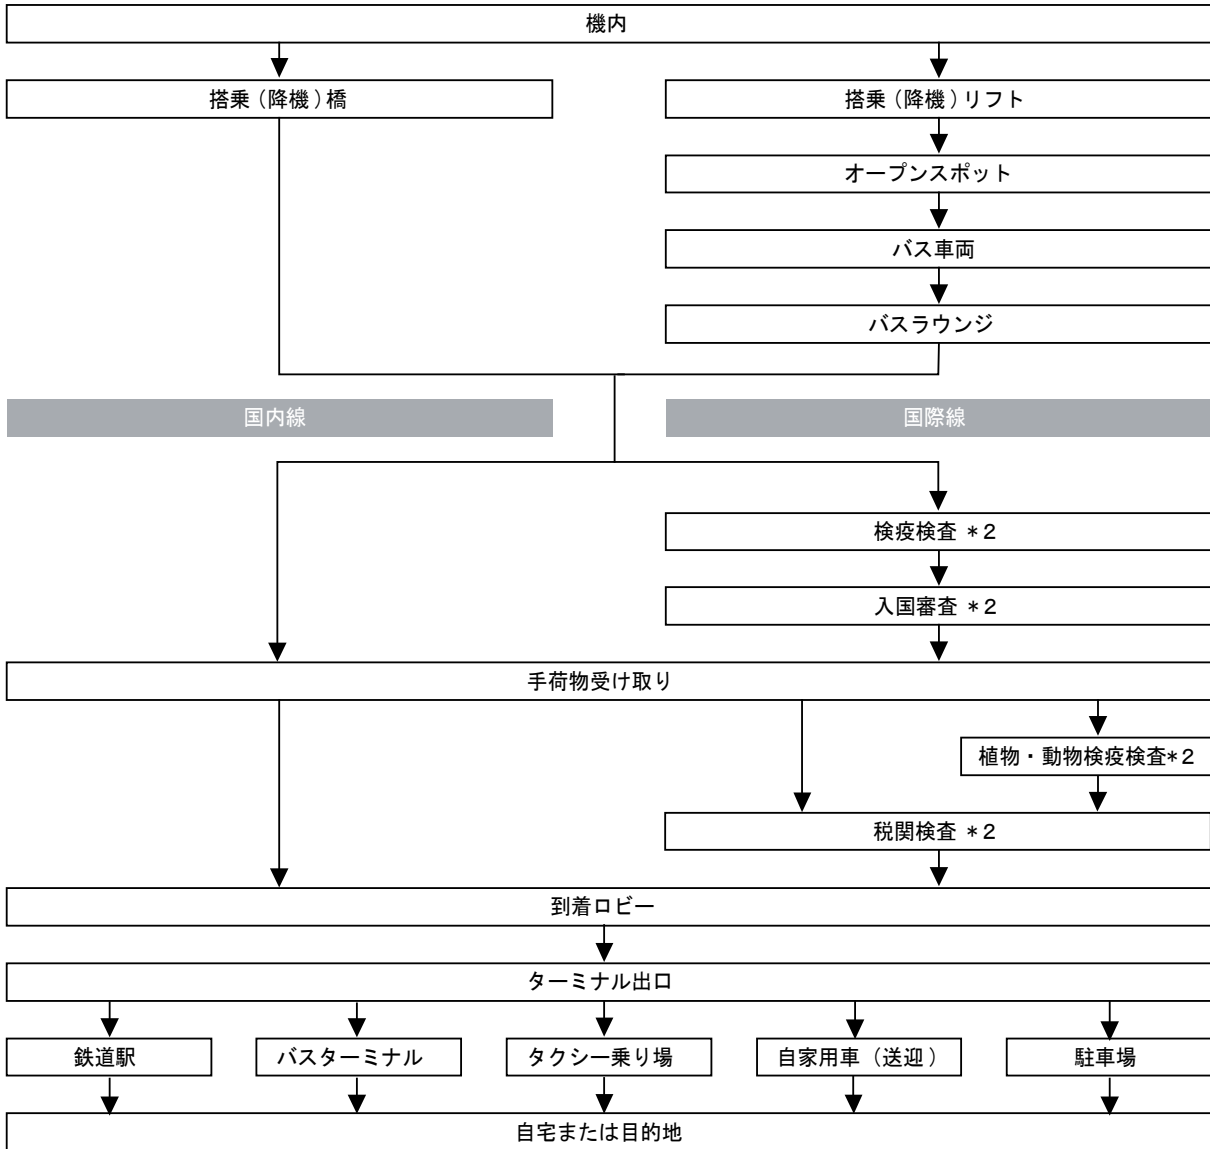 機内
搭乗（降機）橋
搭乗（降機）リフト
オープンスポット
バス車両
バスラウンジ
国内線
国際線
検疫検査 ＊２
入国審査 ＊２
手荷物受け取り
植物・動物検疫検査＊２
税関検査 ＊２
到着ロビー
ターミナル出口
鉄道駅
バスターミナル
タクシー乗り場
自家用車（送迎）
駐車場
自宅または目的地